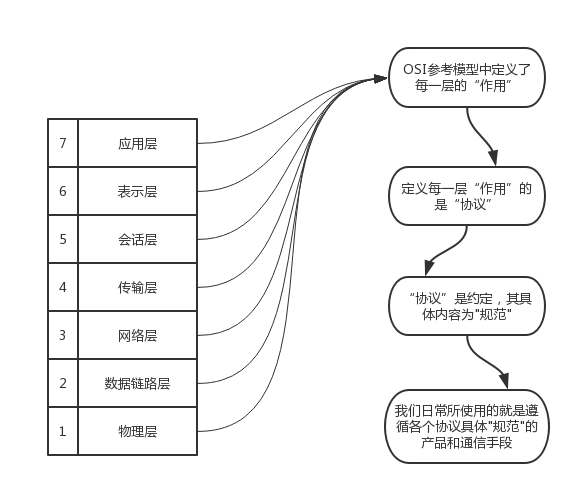 OSI参考模型中定义了
每一层的“作用”
7 应用层
6 表示层
5 会话层
4 传输层
3 网络层
2 数据链路层
1 物理层
定义每一层“作用”的
是“协议”
“协议”是约定，其具
体内容为"规范"
我们日常所使用的就是遵
循各个协议具体"规范"的
产品和通信手段